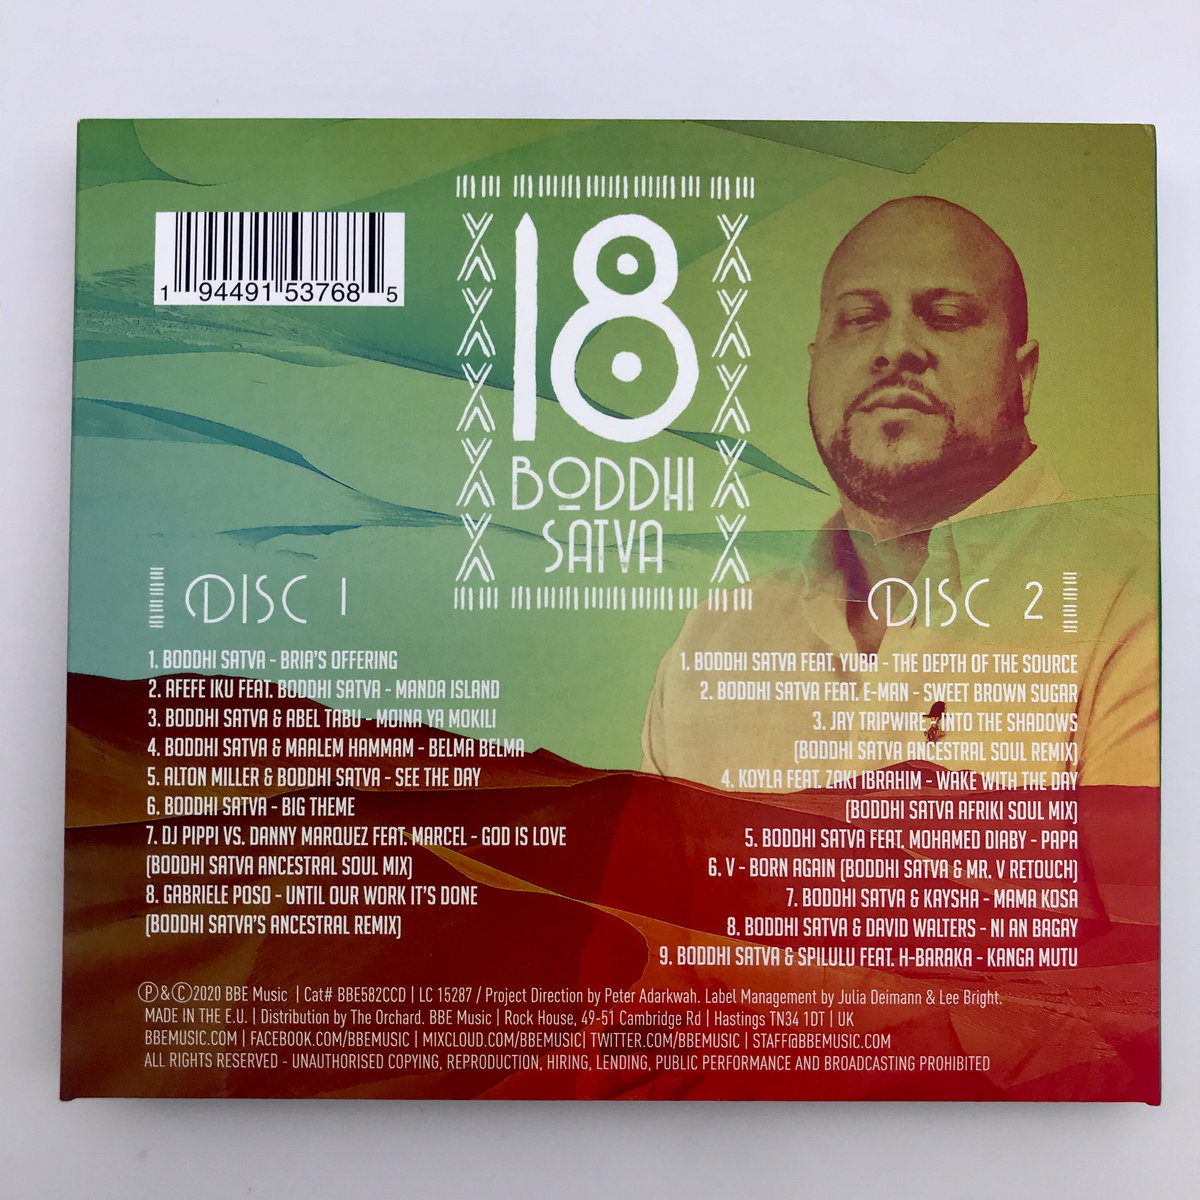 1 94491 53768 5
18
BODDHI
SATVA
DISC 1
1. BODDHI SATVA - BRIA'S OFFERING
2. AFEFE IKU FEAT. BODDHI SATVA - MANDA ISLAND
3. BODDHI SATVA & ABEL TABU - MOINA YA MOKILI
4. BODDHI SATVA & MAALEM HAMMAM - BELMA BELMA
5. ALTON MILLER & BODDHI SATVA - SEE THE DAY
6. BODDHI SATVA - BIG THEME
7. DJ PIPPI VS. DANNY MARQUEZ FEAT. MARCEL - GOD IS LOVE
(BODDHI SATVA ANCESTRAL SOUL MIX)
8. GABRIELE POSO - UNTIL OUR WORK IT'S DONE
(BODDHI SATVA'S ANCESTRAL REMIX)
DISC 2
1. BODDHI SATVA FEAT. YUBA - THE DEPTH OF THE SOURCE
2. BODDHI SATVA FEAT. E-MAN - SWEET BROWN SUGAR
3. JAY TRIPWIRE - INTO THE SHADOWS
(BODDHI SATVA ANCESTRAL SOUL REMIX)
4. KOYLA FEAT. ZAKI IBRAHIM - WAKE WITH THE DAY
(BODDHI SATVA AFRIKI SOUL MIX)
5. BODDHI SATVA FEAT. MOHAMED DIABY - PAPA
6. V - BORN AGAIN (BODDHI SATVA & MR. V RETOUCH)
7. BODDHI SATVA & KAYSHA - MAMA KOSA
8. BODDHI SATVA & DAVID WALTERS - NI AN BAGAY
9. BODDHI SATVA & SPILULU FEAT. H-BARAKA - KANGA MUTU
Ⓟ&Ⓒ2020 BBE Music | Cat# BBE582CCD | LC 15287 / Project Direction by Peter Adarkwah. Label Management by Julia Deimann & Lee Bright.
MADE IN THE E.U. | Distribution by The Orchard. BBE Music | Rock House, 49-51 Cambridge Rd | Hastings TN34 1DT | UK
BBEMUSIC.COM | FACEBOOK.COM/BBEMUSIC | MIXCLOUD.COM/BBEMUSIC| TWITTER.COM/BBEMUSIC | STAFF@BBEMUSIC.COM
ALL RIGHTS RESERVED - UNAUTHORISED COPYING, REPRODUCTION, HIRING, LENDING, PUBLIC PERFORMANCE AND BROADCASTING PROHIBITED